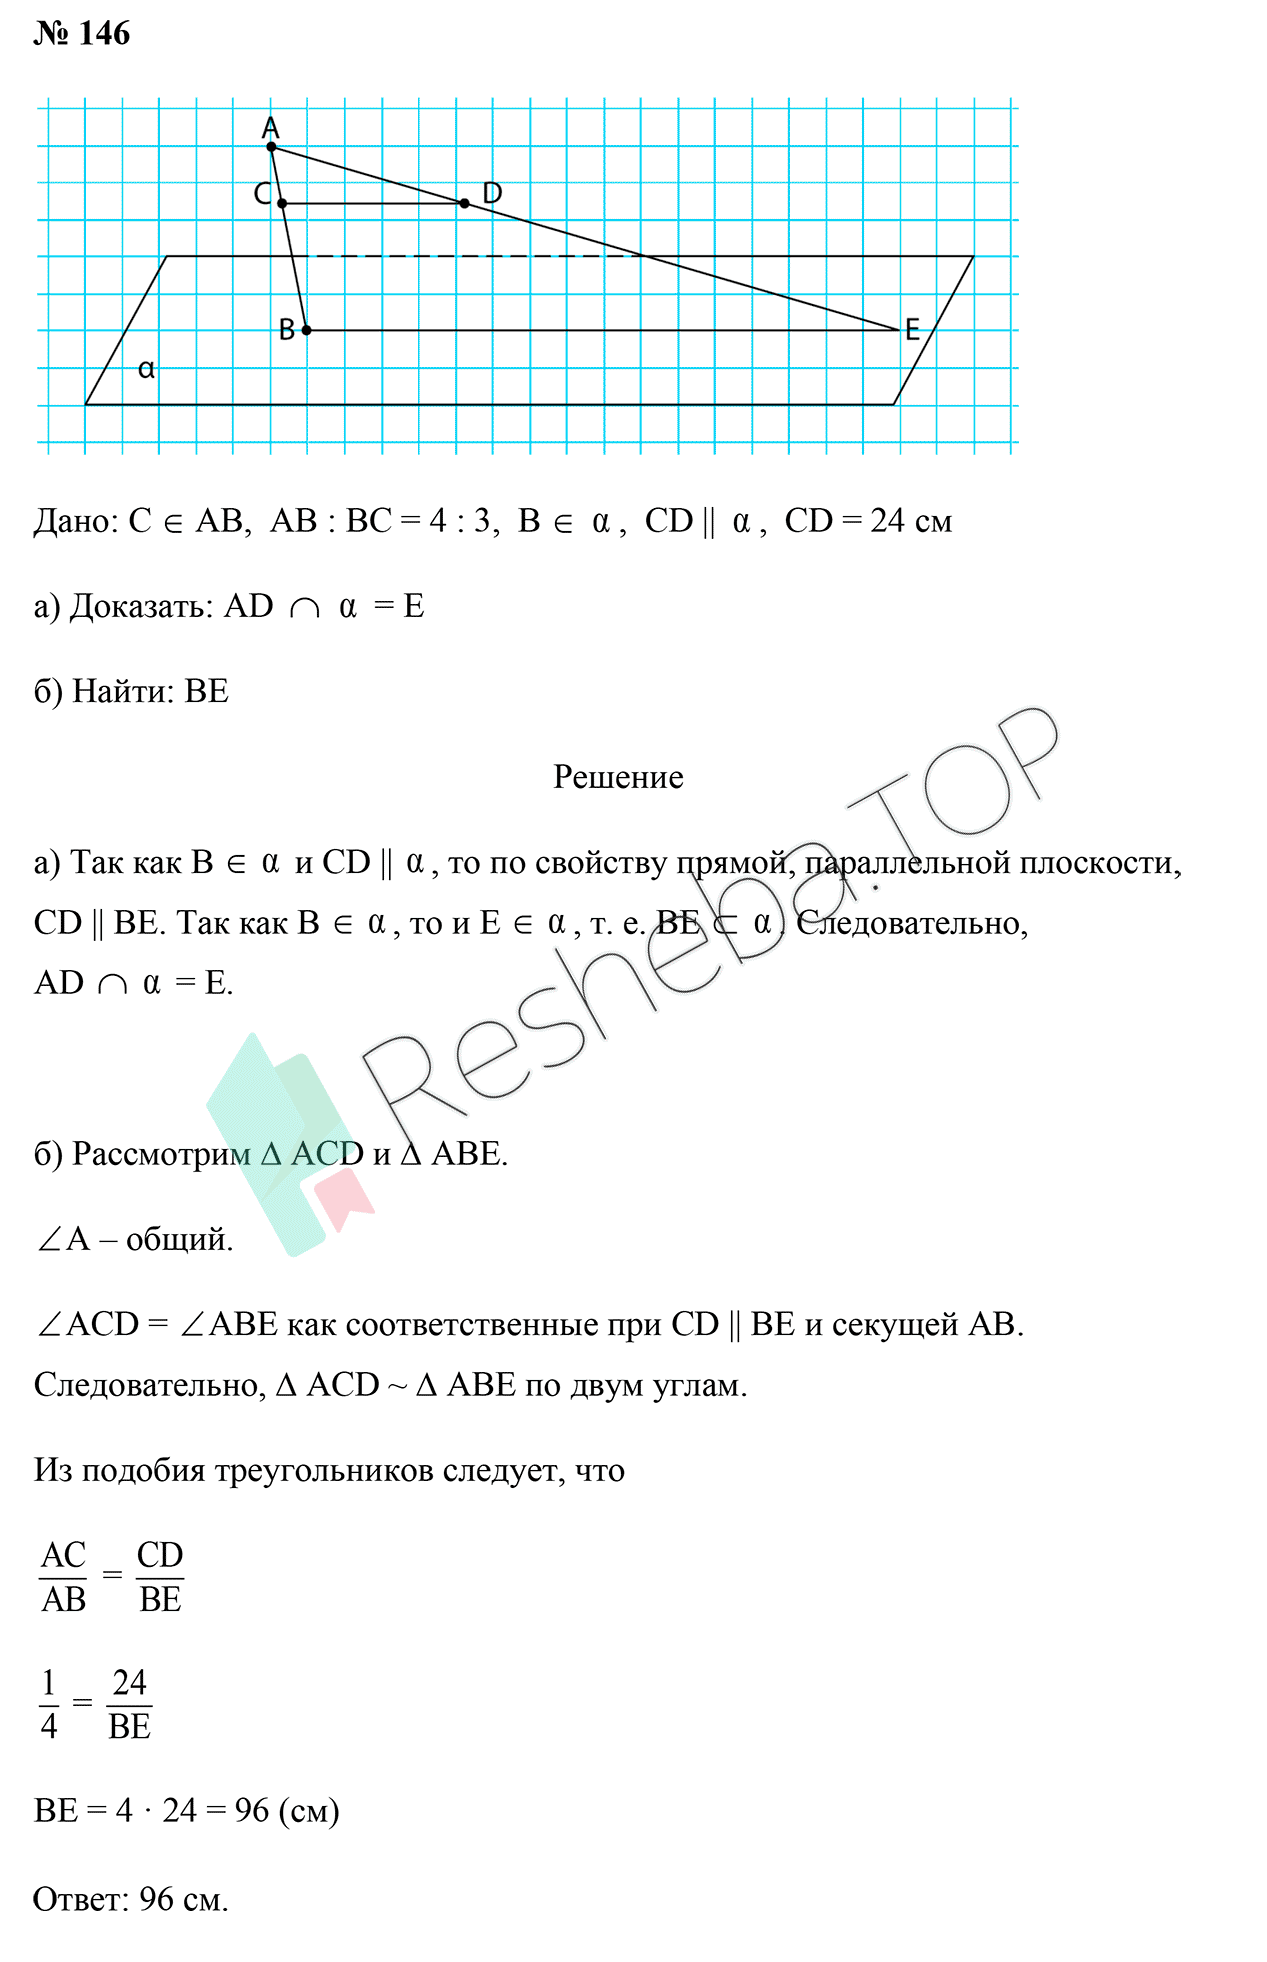 № 146
A
C
D
B
E
α
Дано: C ∈ AB, AB : BC = 4 : 3, B ∈ α, CD || α, CD = 24 см
а) Доказать: AD ∩ α = E
б) Найти: BE
Решение
а) Так как B ∈ α и CD || α, то по свойству прямой, параллельной плоскости,
CD || BE. Так как B ∈ α, то и E ∈ α, т. е. BE ⊂ α. Следовательно,
AD ∩ α = E.
Resheba.TOP
б) Рассмотрим Δ ACD и Δ ABE.
∠A – общий.
∠ACD = ∠ABE как соответственные при CD || BE и секущей AB.
Следовательно, Δ ACD ~ Δ ABE по двум углам.
Из подобия треугольников следует, что
AC/AB = CD/BE
1/4 = 24/BE
BE = 4 · 24 = 96 (см)
Ответ: 96 см.